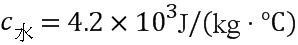 c水 = 4.2 × 10³J/(kg · ℃)